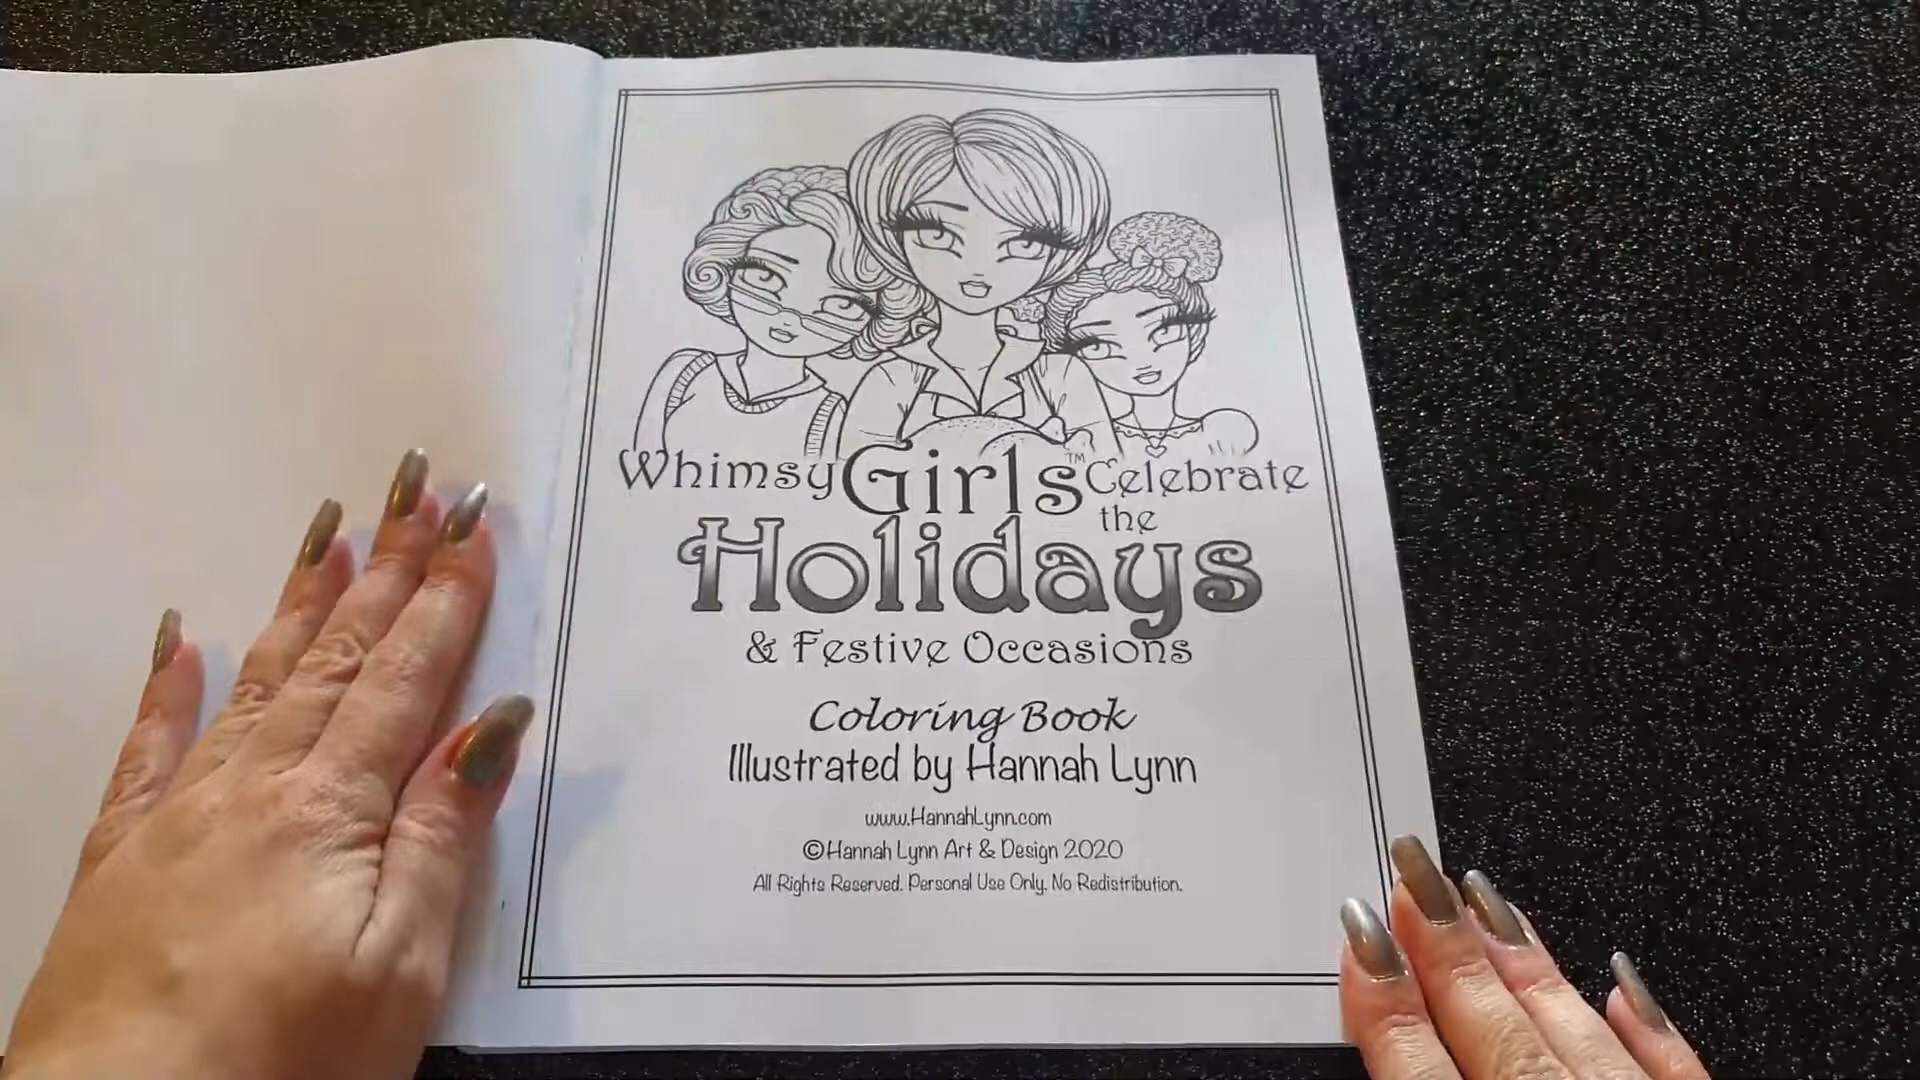 Whimsy Girls™ Celebrate
the
Holidays
& Festive Occasions
Coloring Book
Illustrated by Hannah Lynn
www.HannahLynn.com
©Hannah Lynn Art & Design 2020
All Rights Reserved. Personal Use Only. No Redistribution.